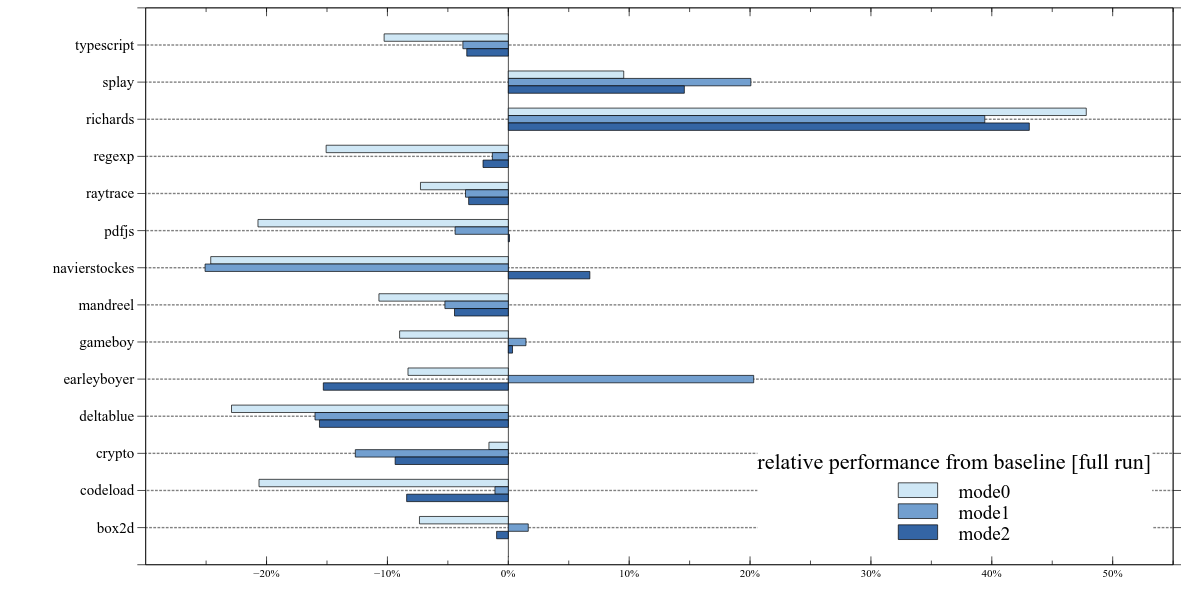 typescript
splay
richards
regexp
raytrace
pdfjs
navierstockes
mandreel
gameboy
earleyboyer
deltablue
crypto
codeload
box2d
relative performance from baseline [full run]
mode0
mode1
mode2
−20% −10% 0% 10% 20% 30% 40% 50%